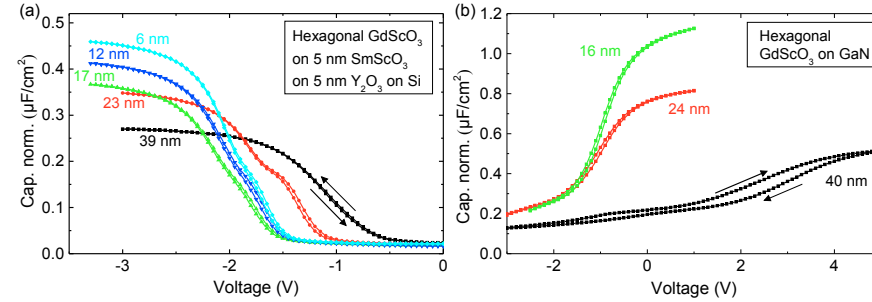 (a)
0.5
0.4
0.3
0.2
0.1
0.0
Cap. norm. (µF/cm²)
6 nm
12 nm
17 nm
23 nm
39 nm
Hexagonal GdScO₃
on 5 nm SmScO₃
on 5 nm Y₂O₃ on Si
-3
-2
-1
0
Voltage (V)
(b)
1.2
1.0
0.8
0.6
0.4
0.2
0.0
Cap. norm. (µF/cm²)
16 nm
24 nm
40 nm
Hexagonal
GdScO₃ on GaN
-2
0
2
4
Voltage (V)